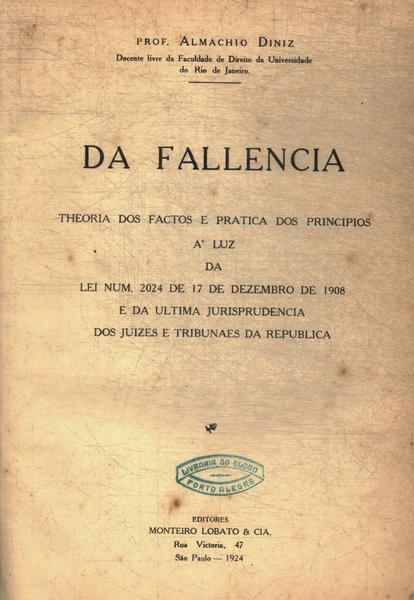 PROF. ALMACHIO DINIZ
Docente livre da Faculdade de Direito da Universidade
do Rio de Janeiro.
DA FALLENCIA
THEORIA DOS FACTOS E PRATICA DOS PRINCIPIOS
A' LUZ
DA
LEI NUM. 2024 DE 17 DE DEZEMBRO DE 1908
E DA ULTIMA JURISPRUDENCIA
DOS JUIZES E TRIBUNAES DA REPUBLICA
LIVRARIA DO GLOBO
PORTO ALEGRE
EDITORES
MONTEIRO LOBATO & CIA.
Rua Victoria, 47
São Paulo — 1924